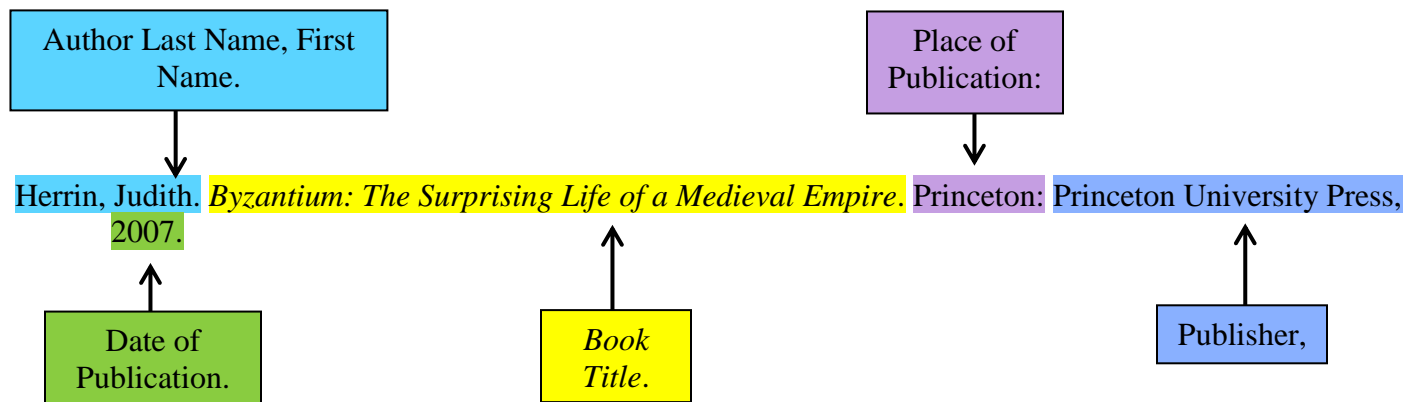 Author Last Name, First
Name.
Place of
Publication:
Herrin, Judith. Byzantium: The Surprising Life of a Medieval Empire. Princeton: Princeton University Press,
2007.
Date of
Publication.
Book
Title.
Publisher,